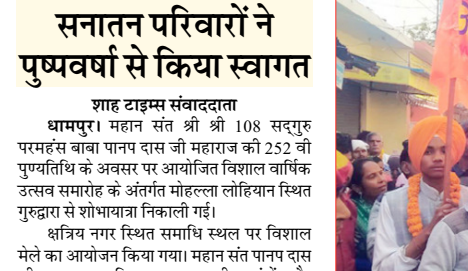 सनातन परिवारों ने
पुष्पवर्षा से किया स्वागत
शाह टाइम्स संवाददाता
धामपुर। महान संत श्री श्री 108 सद्‌गुरु
परमहंस बाबा पानप दास जी महाराज की 252 वी
पुण्यतिथि के अवसर पर आयोजित विशाल वार्षिक
उत्सव समारोह के अंतर्गत मोहल्ला लोहियान स्थित
गुरुद्वारा से शोभायात्रा निकाली गई।
क्षत्रिय नगर स्थित समाधि स्थल पर विशाल
मेले का आयोजन किया गया। महान संत पानप दास